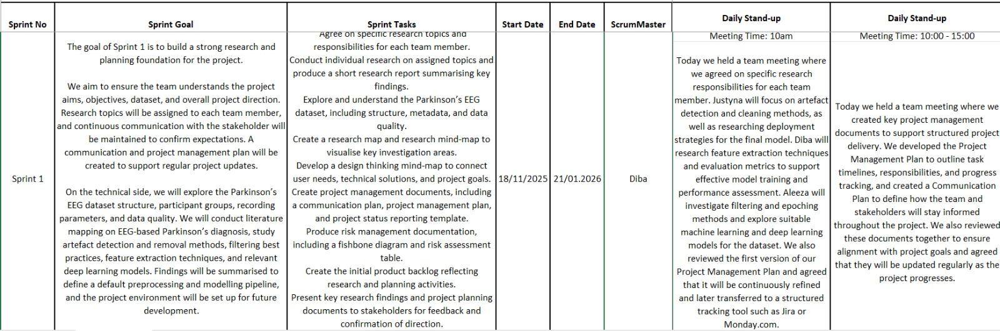 Sprint No
Sprint Goal
Sprint Tasks
Start Date
End Date
ScrumMaster
Daily Stand-up
Daily Stand-up
Sprint 1
The goal of Sprint 1 is to build a strong research and
planning foundation for the project.
We aim to ensure the team understands the project
aims, objectives, dataset, and overall project direction.
Research topics will be assigned to each team member,
and continuous communication with the stakeholder will
be maintained to confirm expectations. A
communication and project management plan will be
created to support regular project updates.
On the technical side, we will explore the Parkinson’s
EEG dataset structure, participant groups, recording
parameters, and data quality. We will conduct literature
mapping on EEG-based Parkinson’s diagnosis, study
artefact detection and removal methods, filtering best
practices, feature extraction techniques, and relevant
deep learning models. Findings will be summarised to
define a default preprocessing and modelling pipeline,
and the project environment will be set up for future
development.
Agree on specific research topics and
responsibilities for each team member.
Conduct individual research on assigned topics and
produce a short research report summarising key
findings.
Explore and understand the Parkinson’s EEG
dataset, including structure, metadata, and data
quality.
Create a research map and research mind-map to
visualise key investigation areas.
Develop a design thinking mind-map to connect
user needs, technical solutions, and project goals.
Create project management documents, including
a communication plan, project management plan,
and project status reporting template.
Produce risk management documentation,
including a fishbone diagram and risk assessment
table.
Create the initial product backlog reflecting
research and planning activities.
Present key research findings and project planning
documents to stakeholders for feedback and
confirmation of direction.
18/11/2025
21/01.2026
Diba
Meeting Time: 10am
Today we held a team meeting where
we agreed on specific research
responsibilities for each team
member. Justyna will focus on artefact
detection and cleaning methods, as
well as researching deployment
strategies for the final model. Diba will
research feature extraction techniques
and evaluation metrics to support
effective model training and
performance assessment. Aleeza will
investigate filtering and epoching
methods and explore suitable
machine learning and deep learning
models for the dataset. We also
reviewed the first version of our
Project Management Plan and agreed
that it will be continuously refined
and later transferred to a structured
tracking tool such as Jira or
Monday.com.
Meeting Time: 10:00 - 15:00
Today we held a team meeting where we
created key project management
documents to support structured project
delivery. We developed the Project
Management Plan to outline task
timelines, responsibilities, and progress
tracking, and created a Communication
Plan to define how the team and
stakeholders will stay informed
throughout the project. We also reviewed
these documents together to ensure
alignment with project goals and agreed
that they will be updated regularly as the
project progresses.